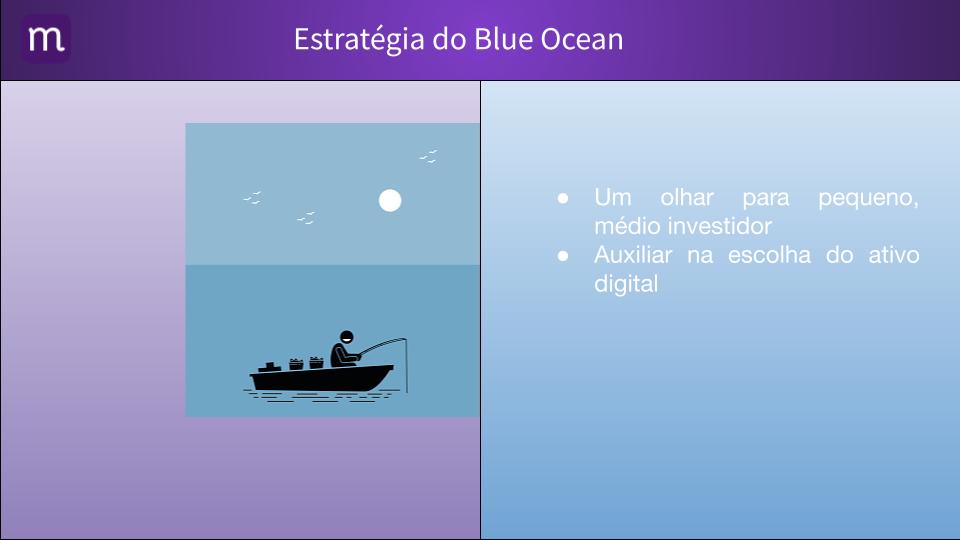 m
Estratégia do Blue Ocean
● Um olhar para pequeno,
médio investidor
● Auxiliar na escolha do ativo
digital